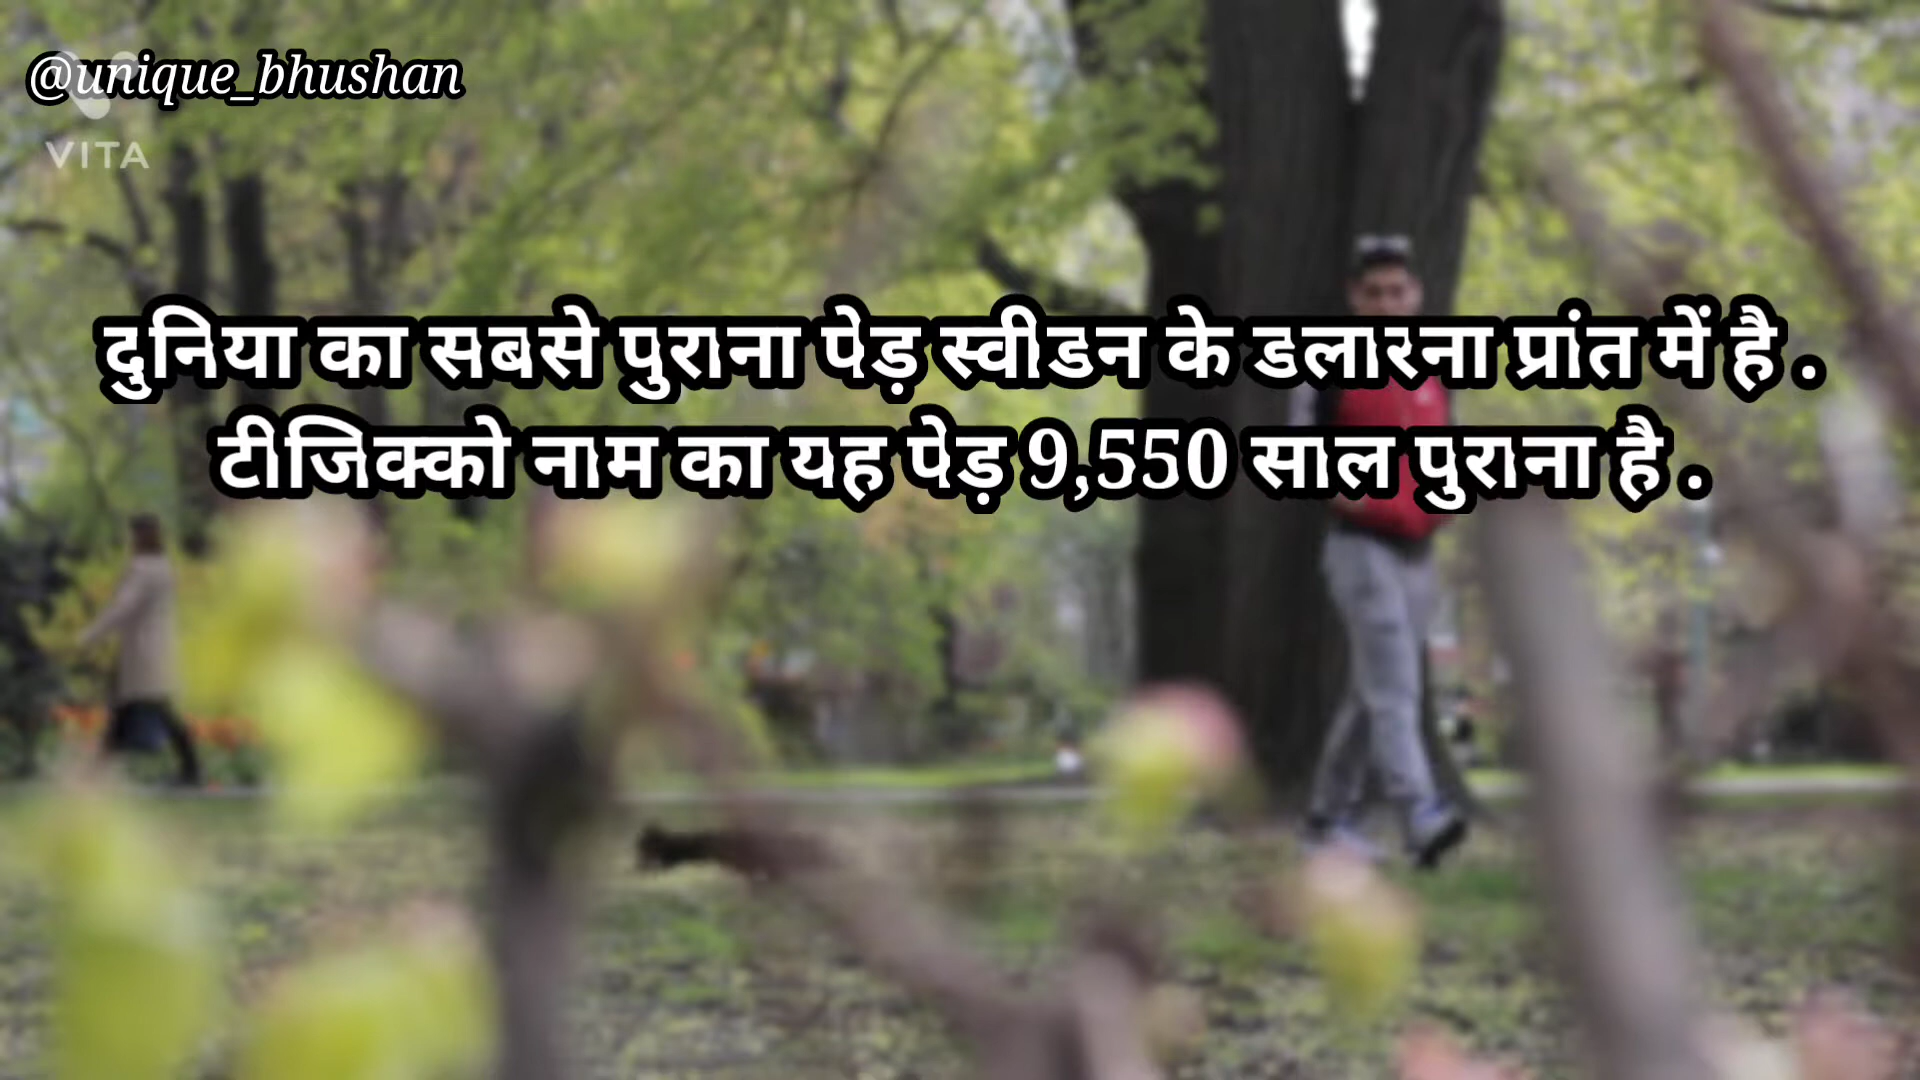 @unique_bhushan
VITA
दुनिया का सबसे पुराना पेड़ स्वीडन के डलारना प्रांत में है .
टीजिक्को नाम का यह पेड़ 9,550 साल पुराना है .